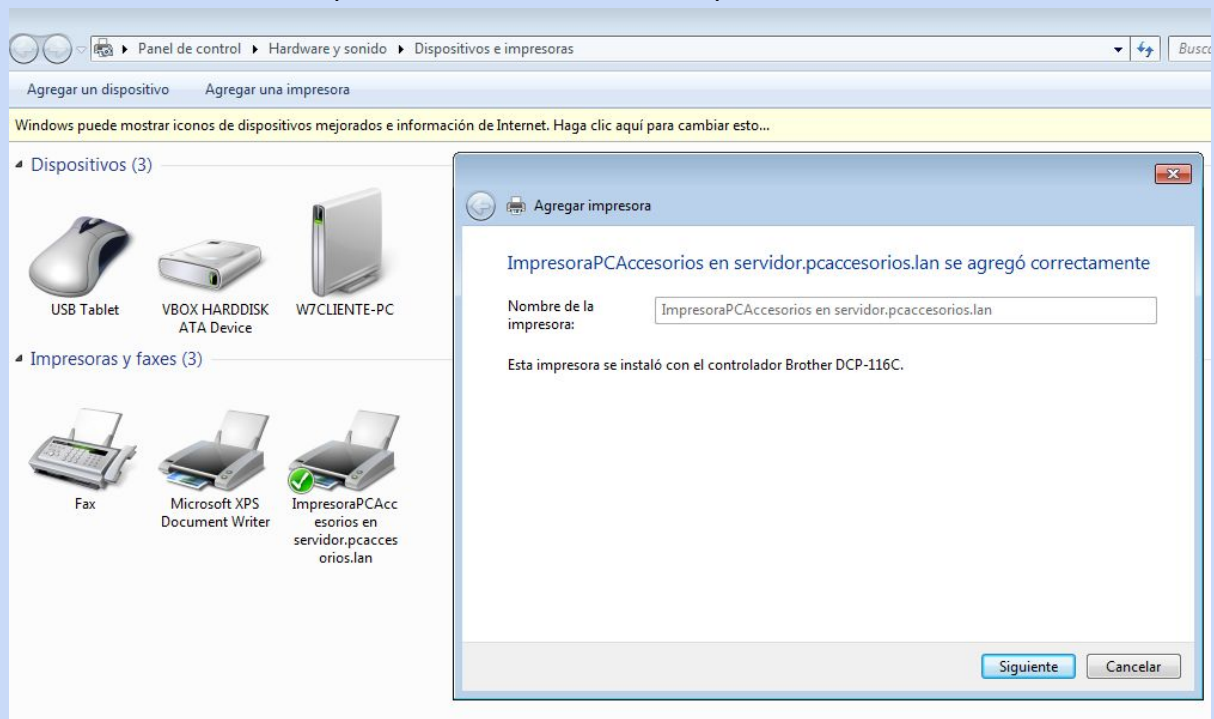 Panel de control ▸ Hardware y sonido ▸ Dispositivos e impresoras
Agregar un dispositivo Agregar una impresora
Windows puede mostrar iconos de dispositivos mejorados e información de Internet. Haga clic aquí para cambiar esto...
Dispositivos (3)
USB Tablet
VBOX HARDDISK
ATA Device
W7CLIENTE-PC
Impresoras y faxes (3)
Fax
Microsoft XPS
Document Writer
ImpresoraPCAcc
esorios en
servidor.pcacces
orios.lan
Agregar impresora
ImpresoraPCAccesorios en servidor.pcaccesorios.lan se agregó correctamente
Nombre de la
impresora:
ImpresoraPCAccesorios en servidor.pcaccesorios.lan
Esta impresora se instaló con el controlador Brother DCP-116C.
Siguiente Cancelar